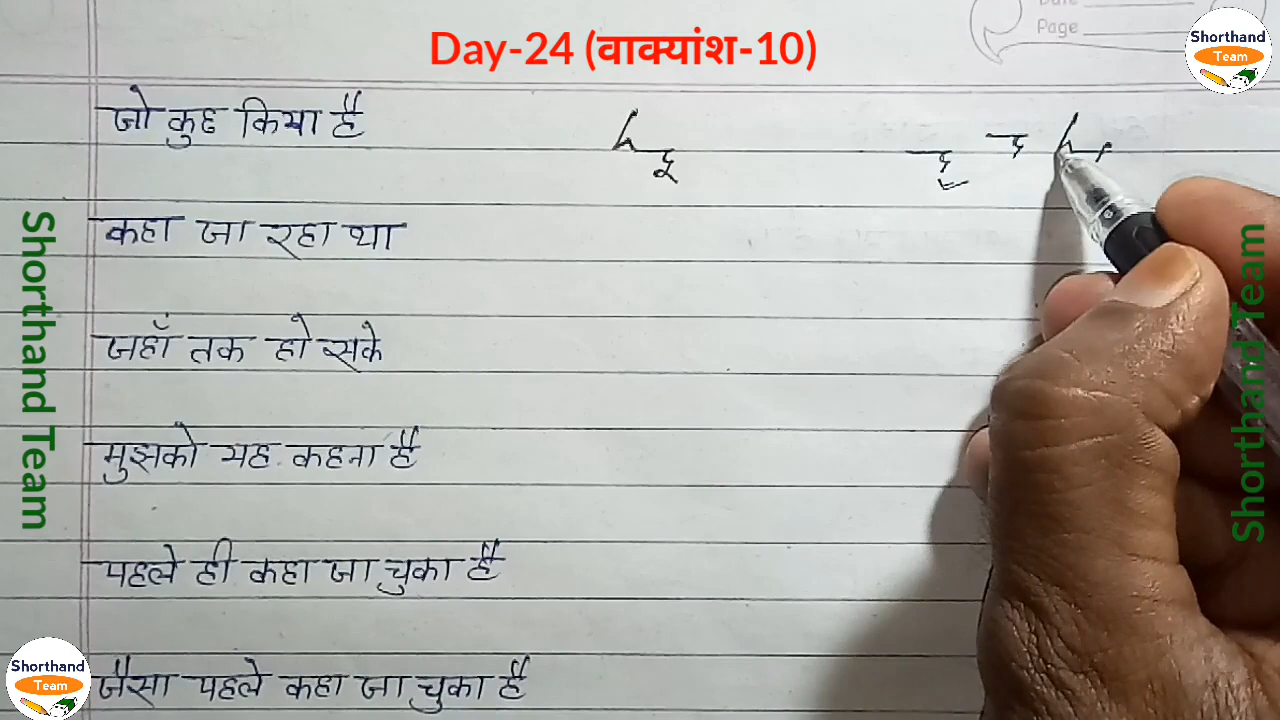 Day-24 (वाक्यांश-10)
Page
Shorthand Team
जो कुछ किया है
कहा जा रहा था
जहाँ तक हो सके
मुझको यह कहना है
पहले ही कहा जा चुका है
जैसा पहले कहा जा चुका है
Shorthand Team
Shorthand Team
Shorthand
Team